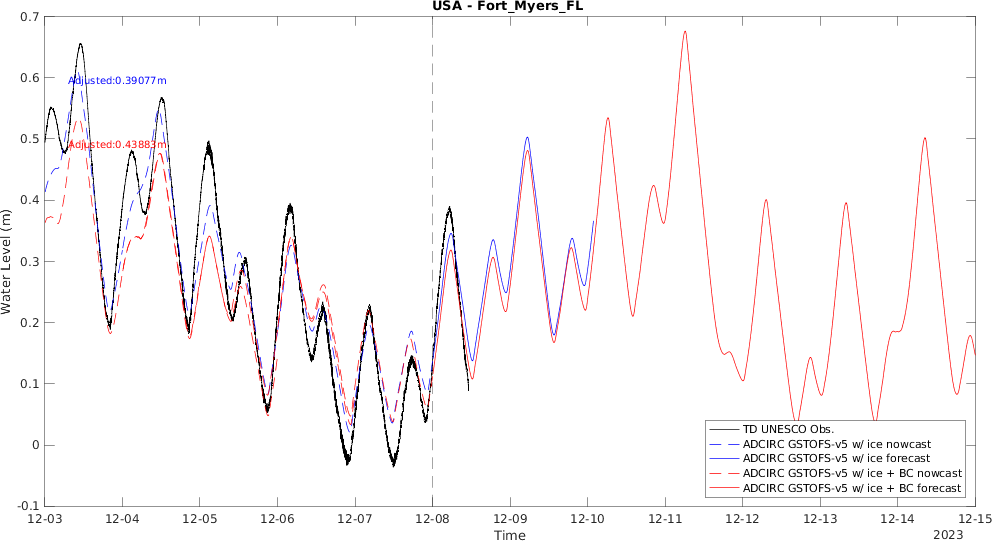 USA - Fort_Myers_FL
0.7
0.6
0.5
0.4
0.3
0.2
0.1
0
-0.1
Water Level (m)
Adjusted:0.39077m
Adjusted:0.43883m
TD UNESCO Obs.
ADCIRC GSTOFS-v5 w/ ice nowcast
ADCIRC GSTOFS-v5 w/ ice forecast
ADCIRC GSTOFS-v5 w/ ice + BC nowcast
ADCIRC GSTOFS-v5 w/ ice + BC forecast
12-03 12-04 12-05 12-06 12-07 12-08 12-09 12-10 12-11 12-12 12-13 12-14 12-15
Time
2023